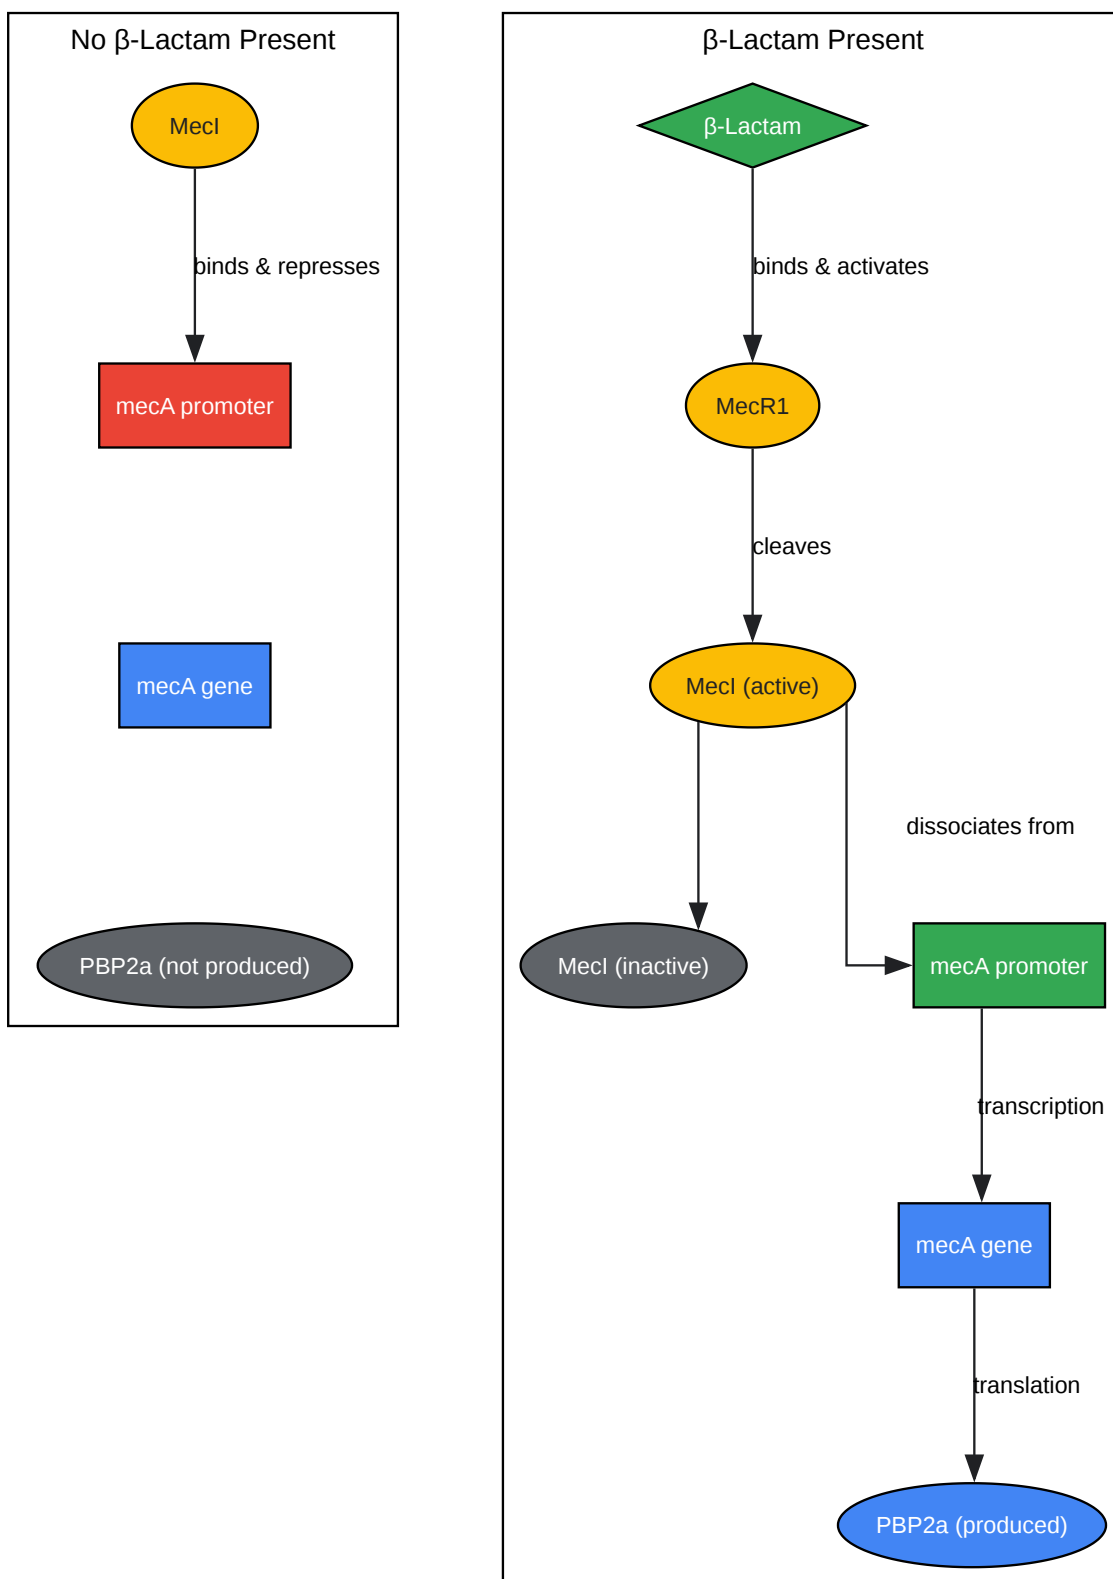 No β-Lactam Present
MecI
binds & represses
mecA promoter
mecA gene
PBP2a (not produced)
β-Lactam Present
β-Lactam
binds & activates
MecR1
cleaves
MecI (active)
dissociates from
MecI (inactive)
mecA promoter
transcription
mecA gene
translation
PBP2a (produced)